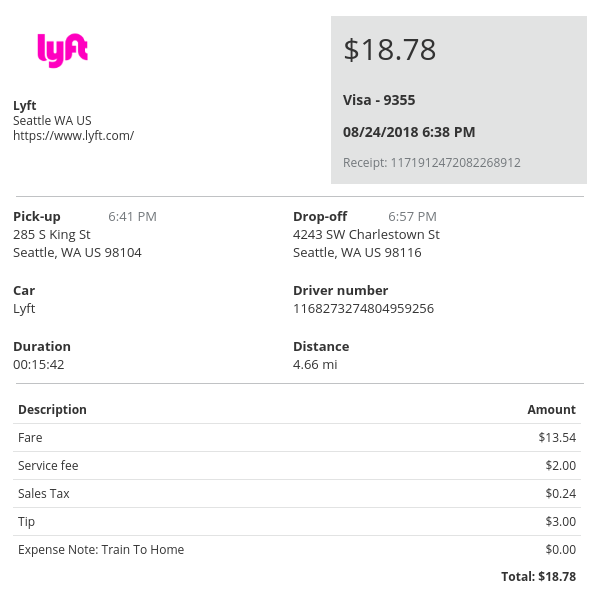 lyft
$18.78
Visa - 9355
08/24/2018 6:38 PM
Receipt: 1171912472082268912
Lyft
Seattle WA US
https://www.lyft.com/
Pick-up 6:41 PM
285 S King St
Seattle, WA US 98104
Drop-off 6:57 PM
4243 SW Charlestown St
Seattle, WA US 98116
Car
Lyft
Driver number
1168273274804959256
Duration
00:15:42
Distance
4.66 mi
Description Amount
Fare $13.54
Service fee $2.00
Sales Tax $0.24
Tip $3.00
Expense Note: Train To Home $0.00
Total: $18.78